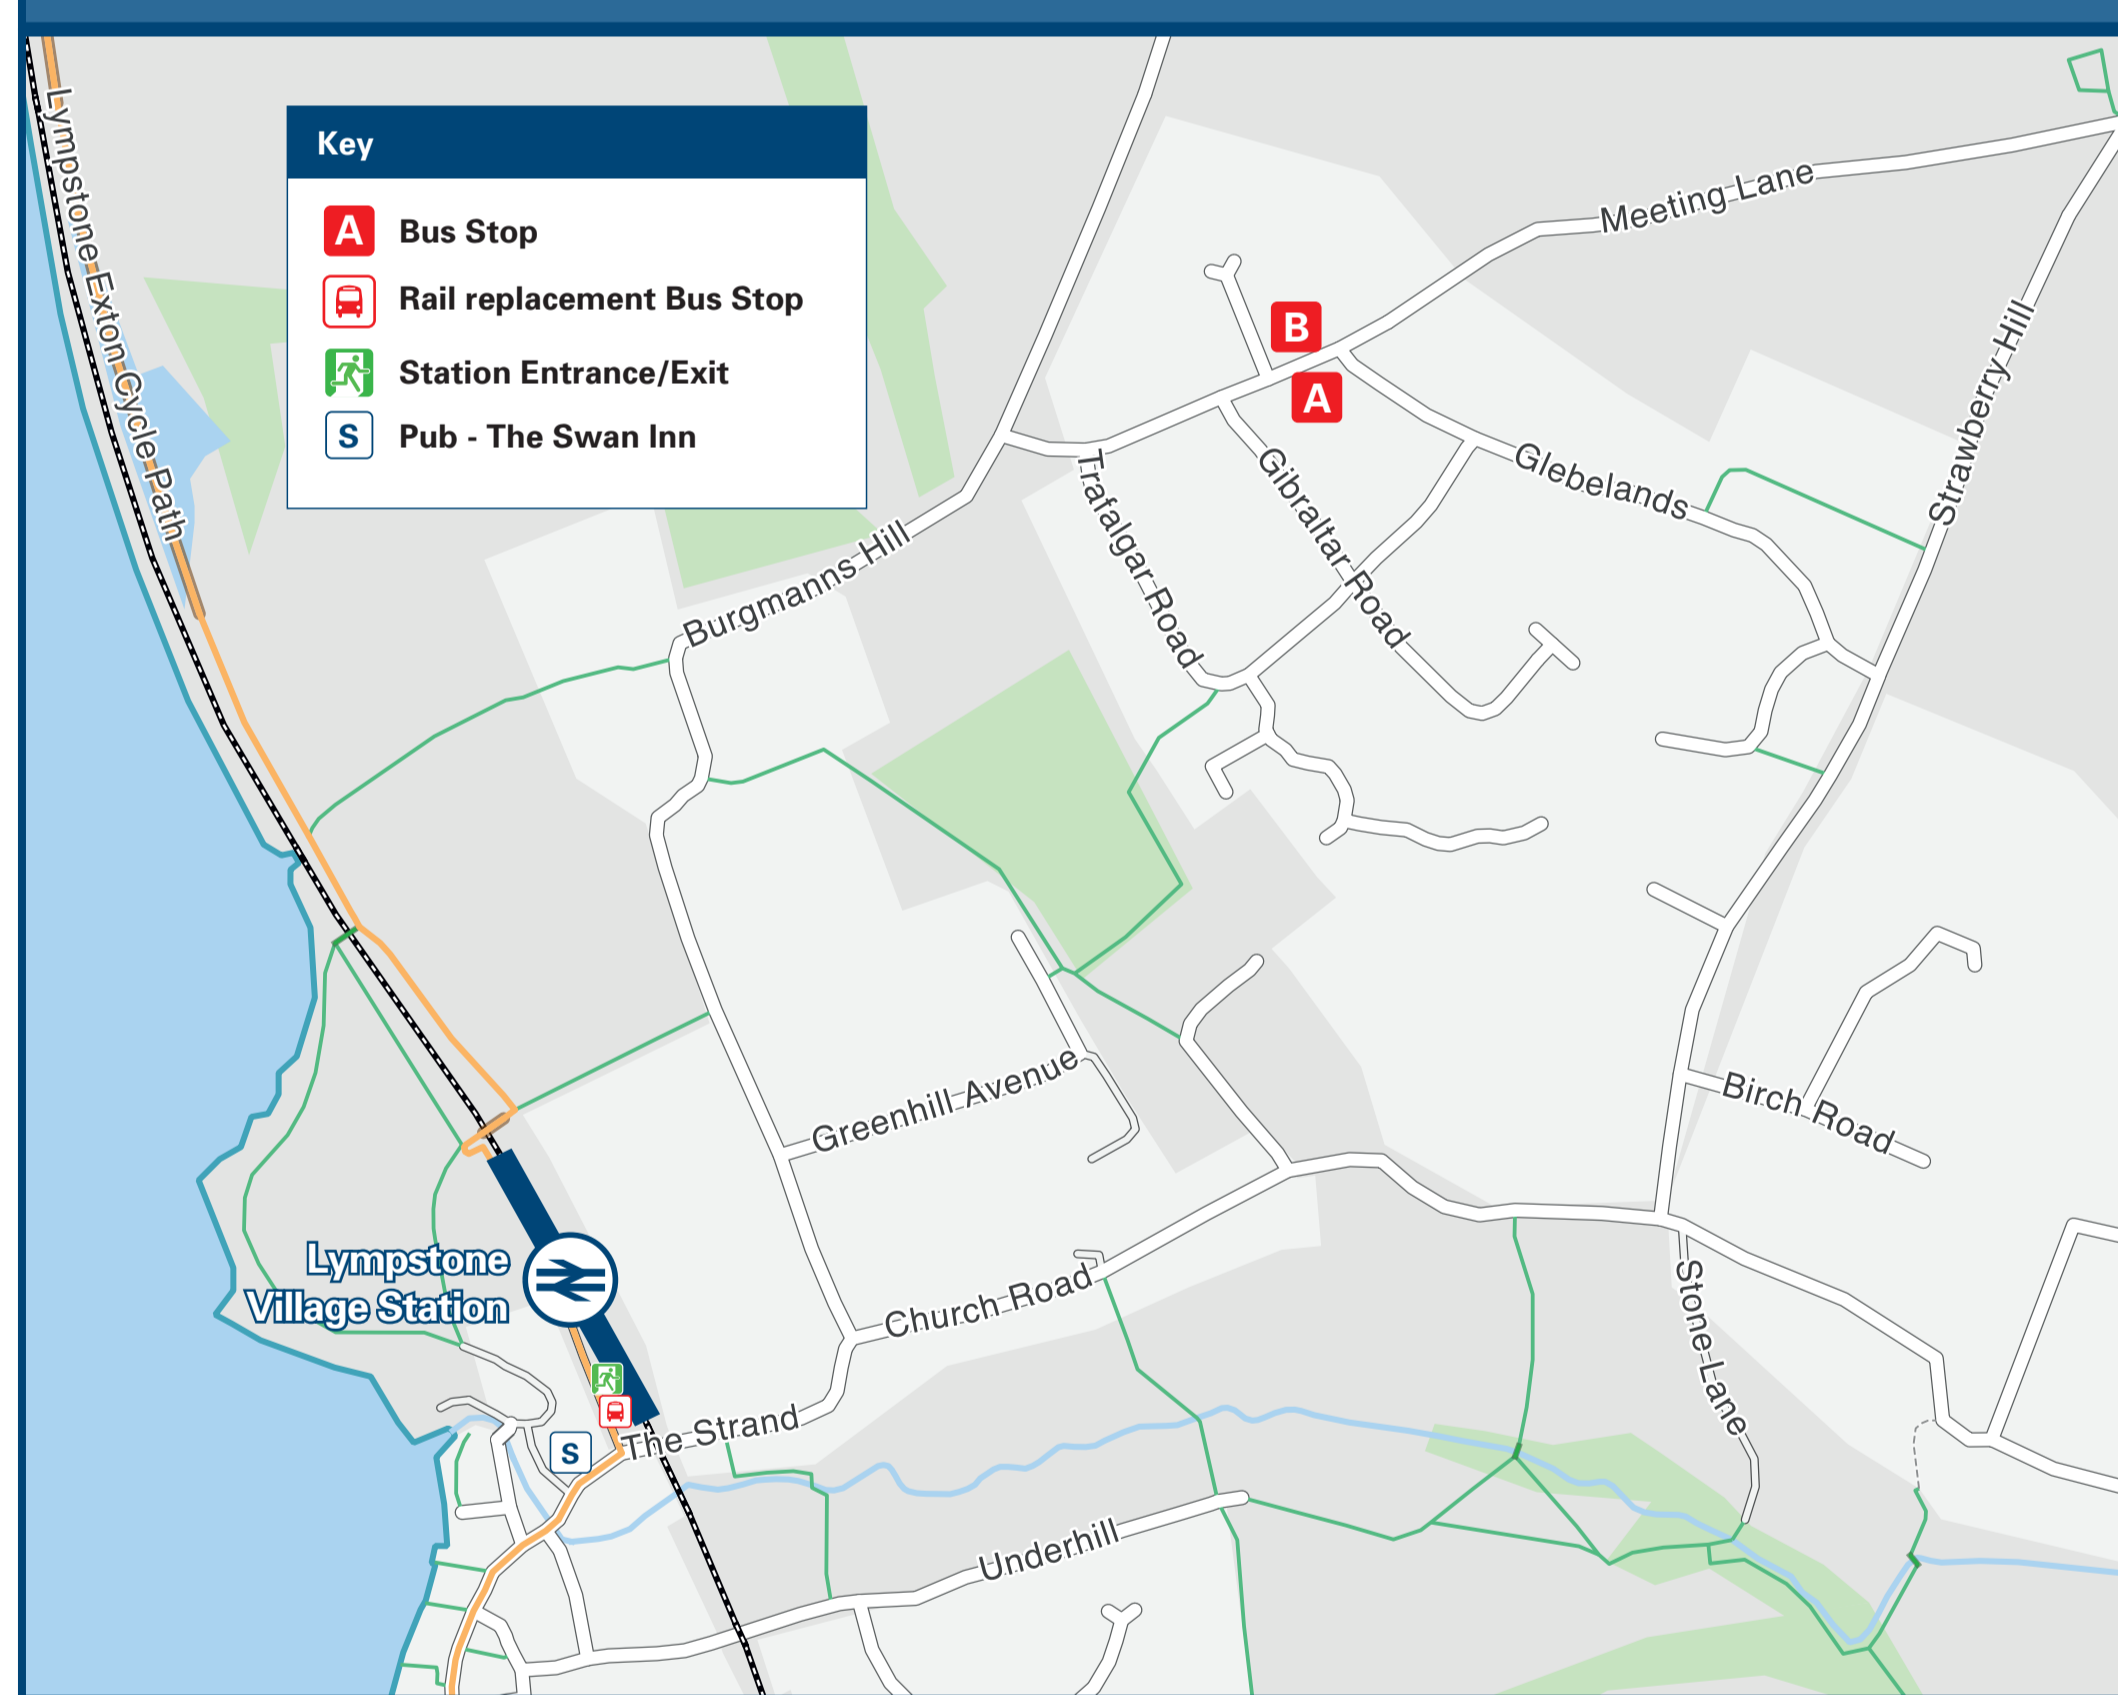 Key
A Bus Stop
Rail replacement Bus Stop
Station Entrance/Exit
S Pub - The Swan Inn
Lympstone Exton Cycle Path
Meeting Lane
B
A
Strawberry Hill
Glebelands
Trafalgar Road
Gibraltar Road
Burgmanns Hill
Greenhill Avenue
Birch Road
Lympstone
Village Station
Church Road
Stone Lane
The Strand
S
Underhill